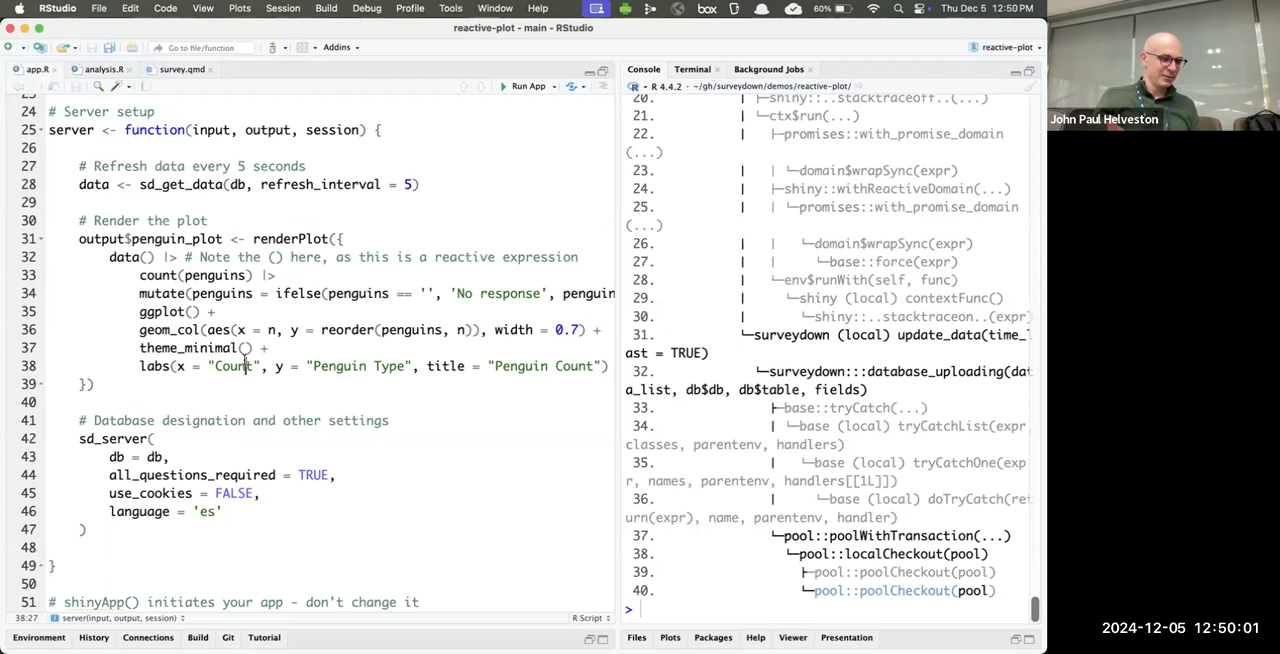 RStudio File Edit Code View Plots Session Build Debug Profile Tools Window Help box 60% Thu Dec 5 12:50 PM
reactive-plot - main - RStudio
Go to file/function Addins reactive-plot
app.R analysis.R survey.qmd
Run App
24 # Server setup
25 server <- function(input, output, session) {
26
27 # Refresh data every 5 seconds
28 data <- sd_get_data(db, refresh_interval = 5)
29
30 # Render the plot
31 output$penguin_plot <- renderPlot({
32 data() |> # Note the () here, as this is a reactive expression
33 count(penguins) |>
34 mutate(penguins = ifelse(penguins == '', 'No response', penguin
35 ggplot() +
36 geom_col(aes(x = n, y = reorder(penguins, n)), width = 0.7) +
37 theme_minimal() +
38 labs(x = "Count", y = "Penguin Type", title = "Penguin Count")
39 })
40
41 # Database designation and other settings
42 sd_server(
43 db = db,
44 all_questions_required = TRUE,
45 use_cookies = FALSE,
46 language = 'es'
47 )
48
49 }
50
51 # shinyApp() initiates your app - don't change it
38:27 server(input, output, session) R Script
Environment History Connections Build Git Tutorial
Console Terminal Background Jobs
R 4.4.2 · ~/gh/surveydown/demos/reactive-plot/
20. | ├─shiny::..stacktraceoff..(...)
21. | └─ctx$run(...)
22. | ├─promises::with_promise_domain
(...)
23. | | └─domain$wrapSync(expr)
24. | ├─shiny::withReactiveDomain(...)
25. | | └─promises::with_promise_domain
(...)
26. | | └─domain$wrapSync(expr)
27. | | └─base::force(expr)
28. | └─env$runWith(self, func)
29. | └─shiny (local) contextFunc()
30. | └─shiny::..stacktraceon..(expr)
31. └─surveydown (local) update_data(time_l
ast = TRUE)
32. └─surveydown:::database_uploading(dat
a_list, db$db, db$table, fields)
33. ├─base::tryCatch(...)
34. | └─base (local) tryCatchList(expr,
classes, parentenv, handlers)
35. | └─base (local) tryCatchOne(exp
r, names, parentenv, handlers[[1L]])
36. | └─base (local) doTryCatch(ret
urn(expr), name, parentenv, handler)
37. └─pool::poolWithTransaction(...)
38. └─pool::localCheckout(pool)
39. ├─pool::poolCheckout(pool)
40. └─pool::poolCheckout(pool)
>
Files Plots Packages Help Viewer Presentation
John Paul Helveston
2024-12-05 12:50:01